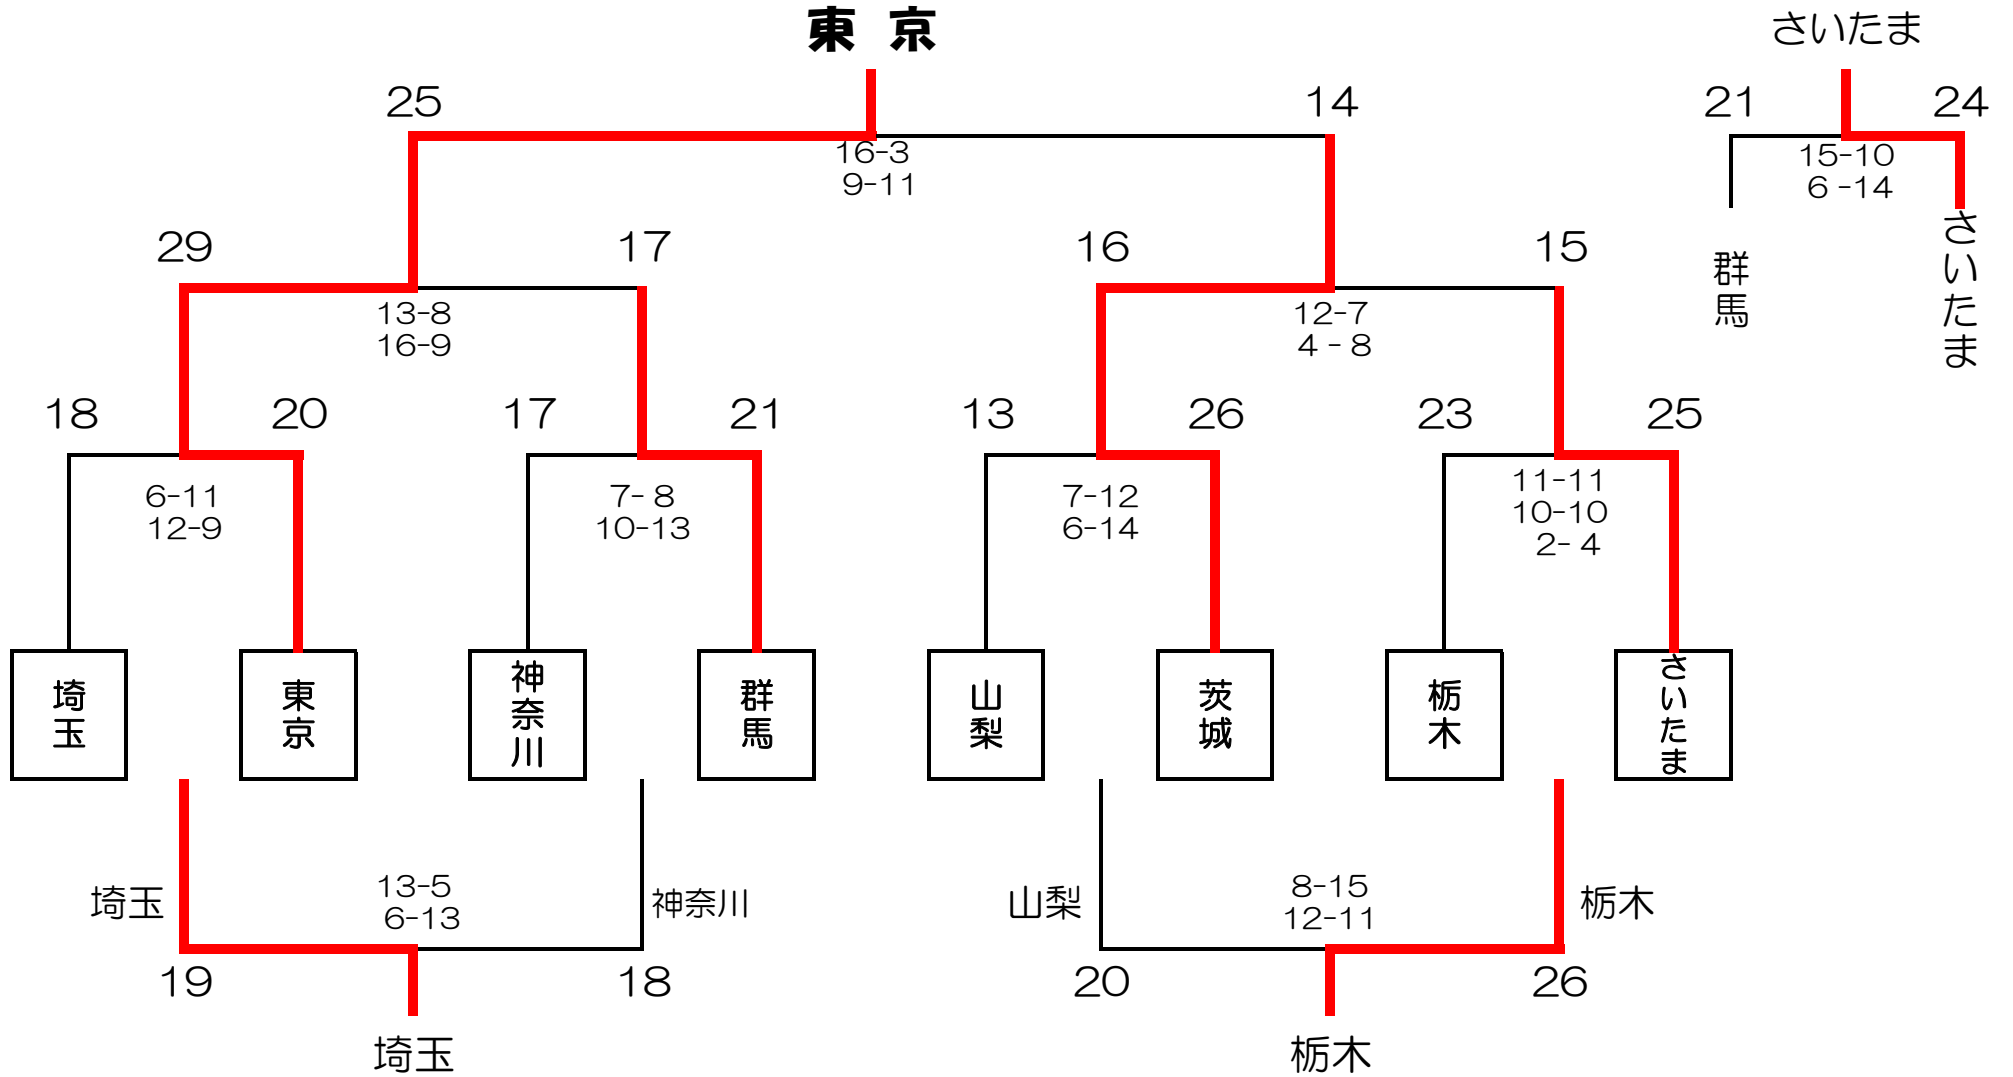 東 京
さいたま
25
14
21
24
16-3
9-11
15-10
6 -14
29
17
16
15
群馬
さいたま
13-8
16-9
12-7
4 - 8
18
20
17
21
13
26
23
25
6-11
12-9
7- 8
10-13
7-12
6-14
11-11
10-10
2- 4
埼玉
東京
神奈川
群馬
山梨
茨城
栃木
さいたま
埼玉
13-5
6-13
神奈川
山梨
8-15
12-11
栃木
19
18
20
26
埼玉
栃木